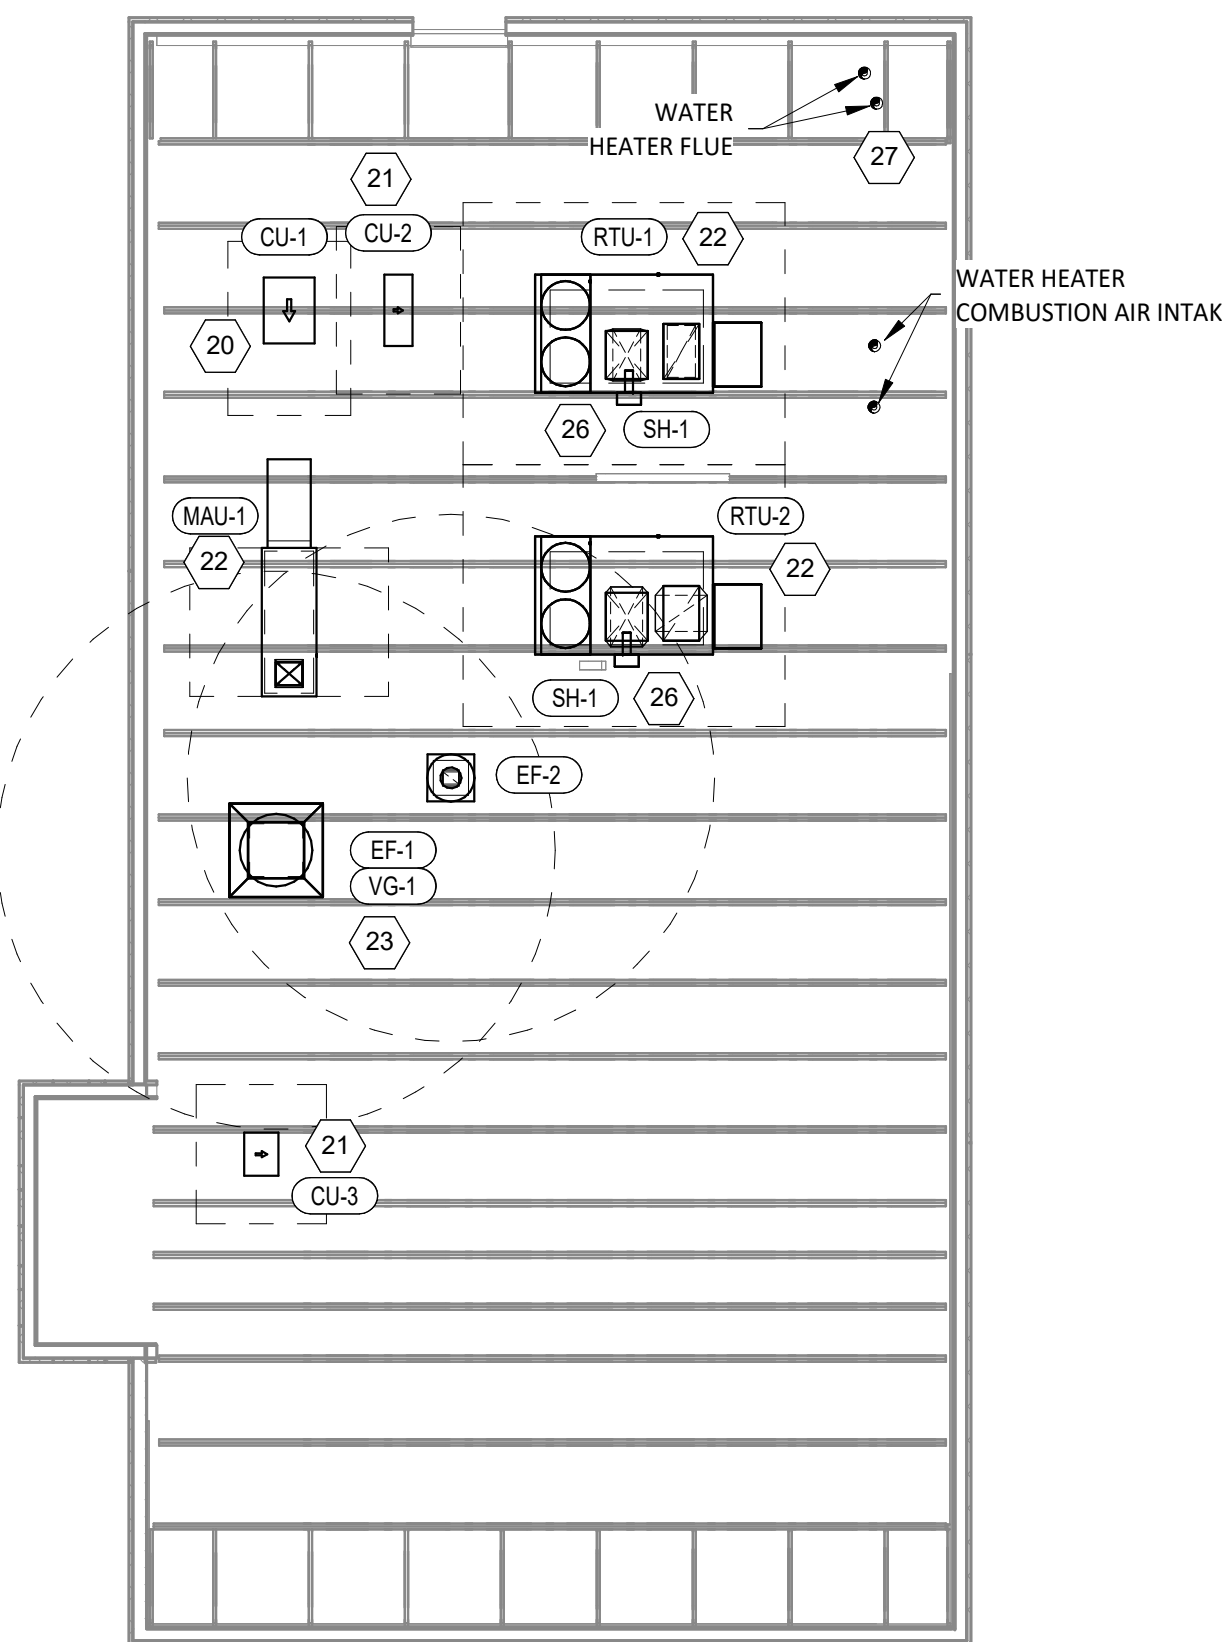 WATER
HEATER FLUE
27
21
CU-1
CU-2
RTU-1
22
WATER HEATER
COMBUSTION AIR INTAK
20
26
SH-1
MAU-1
22
RTU-2
22
SH-1
26
EF-2
EF-1
VG-1
23
21
CU-3